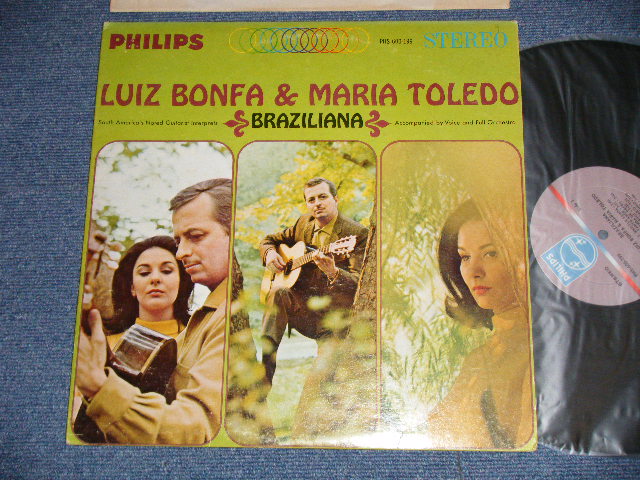 PHILIPS
PHS 600-199
STEREO
LUIZ BONFA & MARIA TOLEDO
South America's Noted Guitarist Interprets
BRAZILIANA
Accompanied by Voice and Full Orchestra
PHILIPS